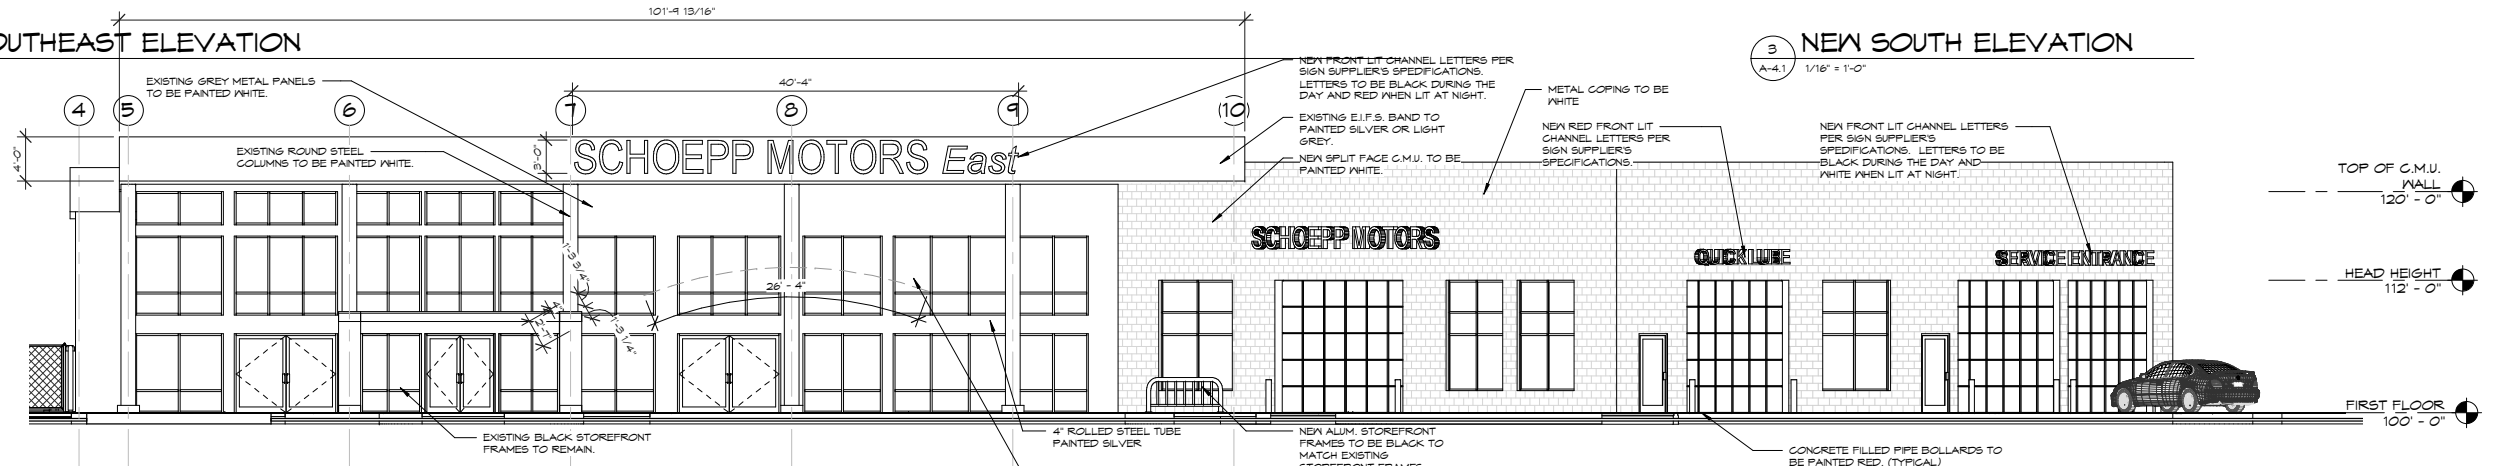 101'-9 13/16"
OUTHEAST ELEVATION
3
A-4.1
NEW SOUTH ELEVATION
1/16" = 1'-0"
EXISTING GREY METAL PANELS
TO BE PAINTED WHITE.
40'-4"
NEW FRONT LIT CHANNEL LETTERS PER
SIGN SUPPLIER'S SPEDIFICATIONS.
LETTERS TO BE BLACK DURING THE
DAY AND RED WHEN LIT AT NIGHT.
METAL COPING TO BE
WHITE
4
5
6
7
8
9
10
EXISTING E.I.F.S. BAND TO
PAINTED SILVER OR LIGHT
GREY.
NEW RED FRONT LIT
CHANNEL LETTERS PER
SIGN SUPPLIER'S
SPECIFICATIONS.
NEW FRONT LIT CHANNEL LETTERS
PER SIGN SUPPLIER'S
SPEDIFICATIONS. LETTERS TO BE
BLACK DURING THE DAY AND
WHITE WHEN LIT AT NIGHT.
4'-0"
EXISTING ROUND STEEL
COLUMNS TO BE PAINTED WHITE.
3'-0"
SCHOEPP MOTORS East
NEW SPLIT FACE C.M.U. TO BE
PAINTED WHITE.
TOP OF C.M.U.
WALL
120' - 0"
SCHOEPP MOTORS
QUICK LUBE
SERVICE ENTRANCE
1'-3 3/4"
26' - 4"
HEAD HEIGHT
112' - 0"
4"
2'-7"
1'-3 1/4"
FIRST FLOOR
100' - 0"
EXISTING BLACK STOREFRONT
FRAMES TO REMAIN.
4" ROLLED STEEL TUBE
PAINTED SILVER
NEW ALUM. STOREFRONT
FRAMES TO BE BLACK TO
MATCH EXISTING
STOREFRONT FRAMES
CONCRETE FILLED PIPE BOLLARDS TO
BE PAINTED RED. (TYPICAL)